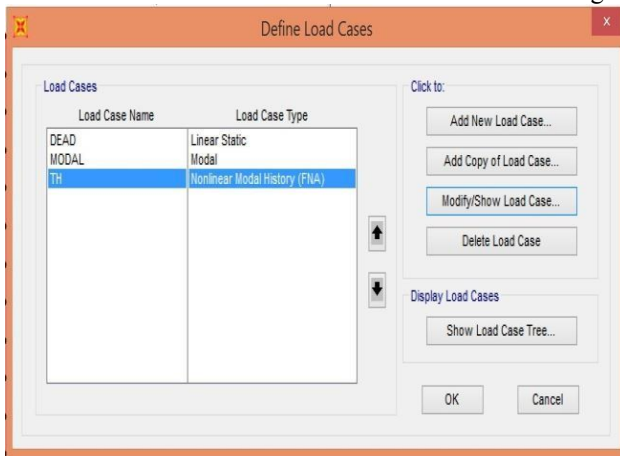 Define Load Cases
x
Load Cases
Load Case Name Load Case Type
DEAD Linear Static
MODAL Modal
TH Nonlinear Modal History (FNA)
Click to:
Add New Load Case...
Add Copy of Load Case...
Modify/Show Load Case...
Delete Load Case
Display Load Cases
Show Load Case Tree...
OK Cancel